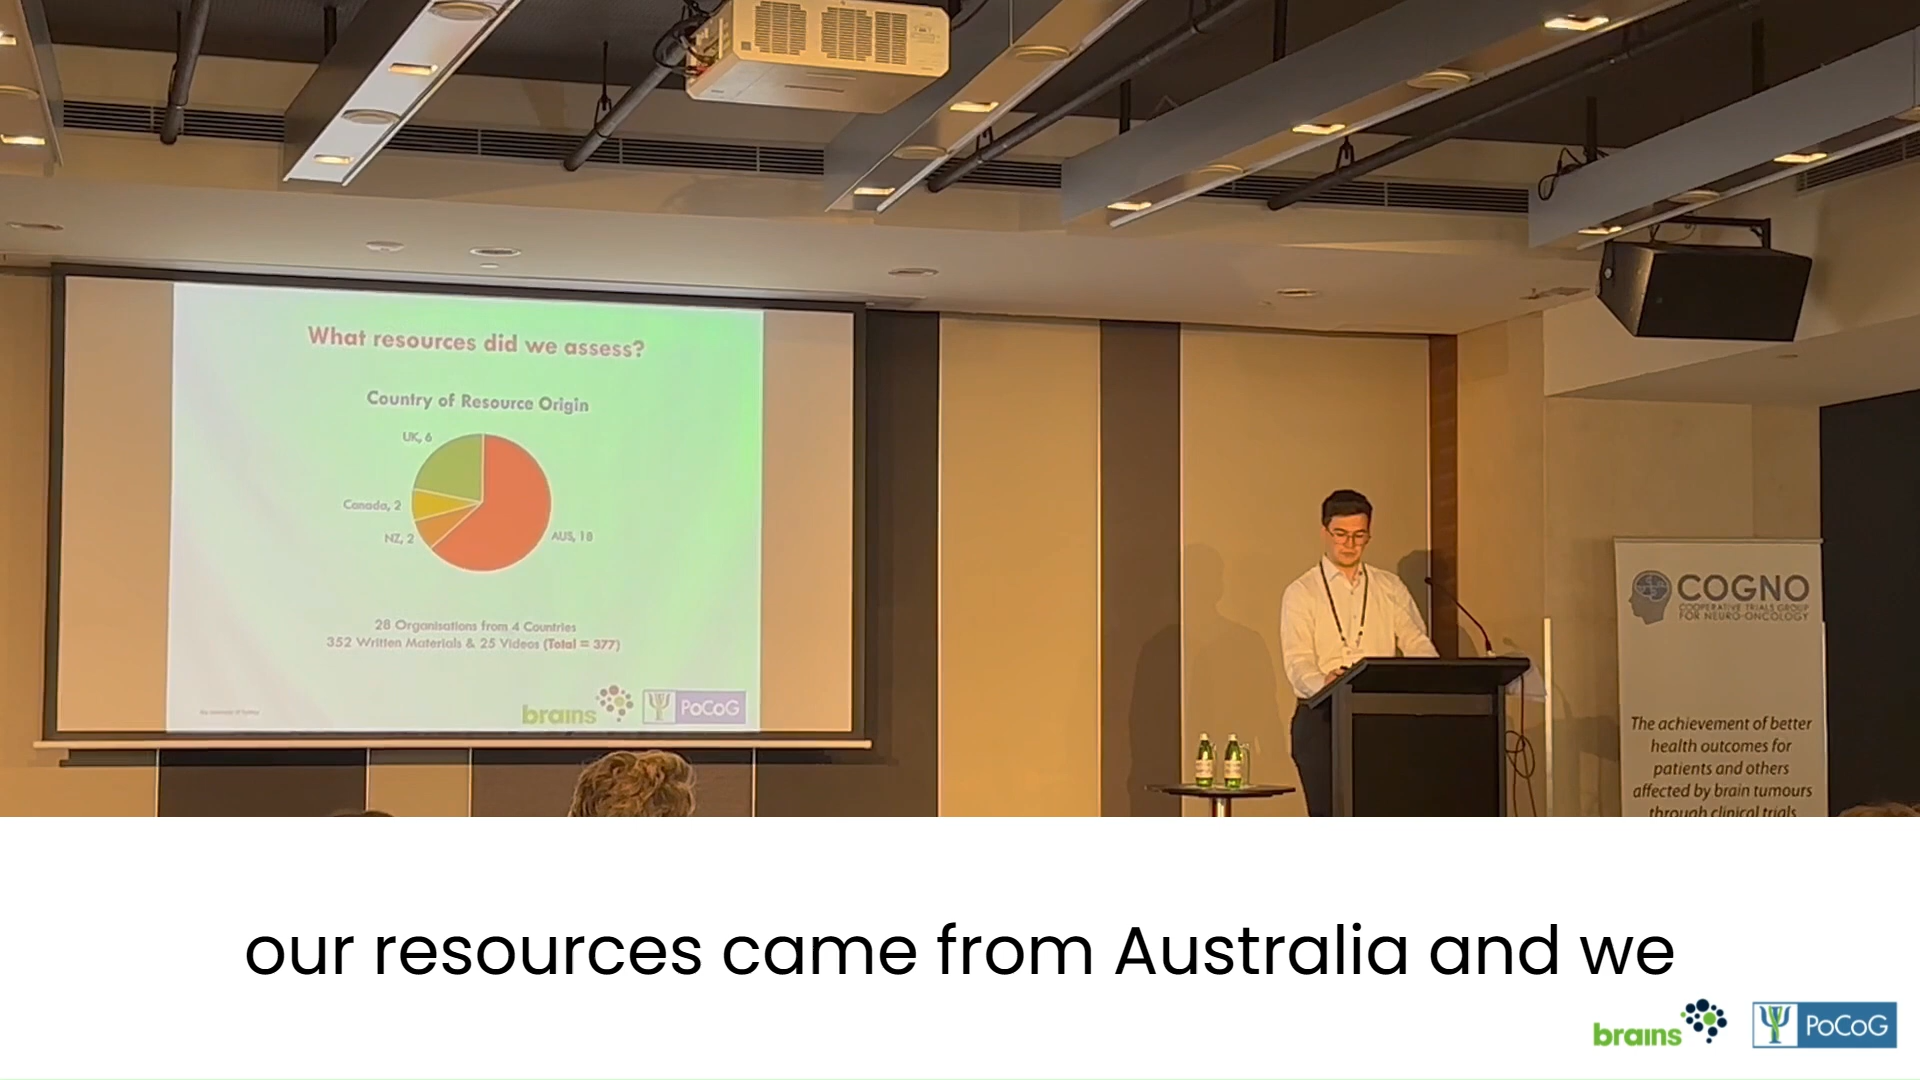 What resources did we assess?
Country of Resource Origin
UK, 6
Canada, 2
NZ, 2
AUS, 18
28 Organisations from 4 Countries
352 Written Materials & 25 Videos (Total = 377)
brains
PoCoG
COGNO
COOPERATIVE TRIALS GROUP
FOR NEURO-ONCOLOGY
The achievement of better
health outcomes for
patients and others
affected by brain tumours
through clinical trials
our resources came from Australia and we
brains
PoCoG